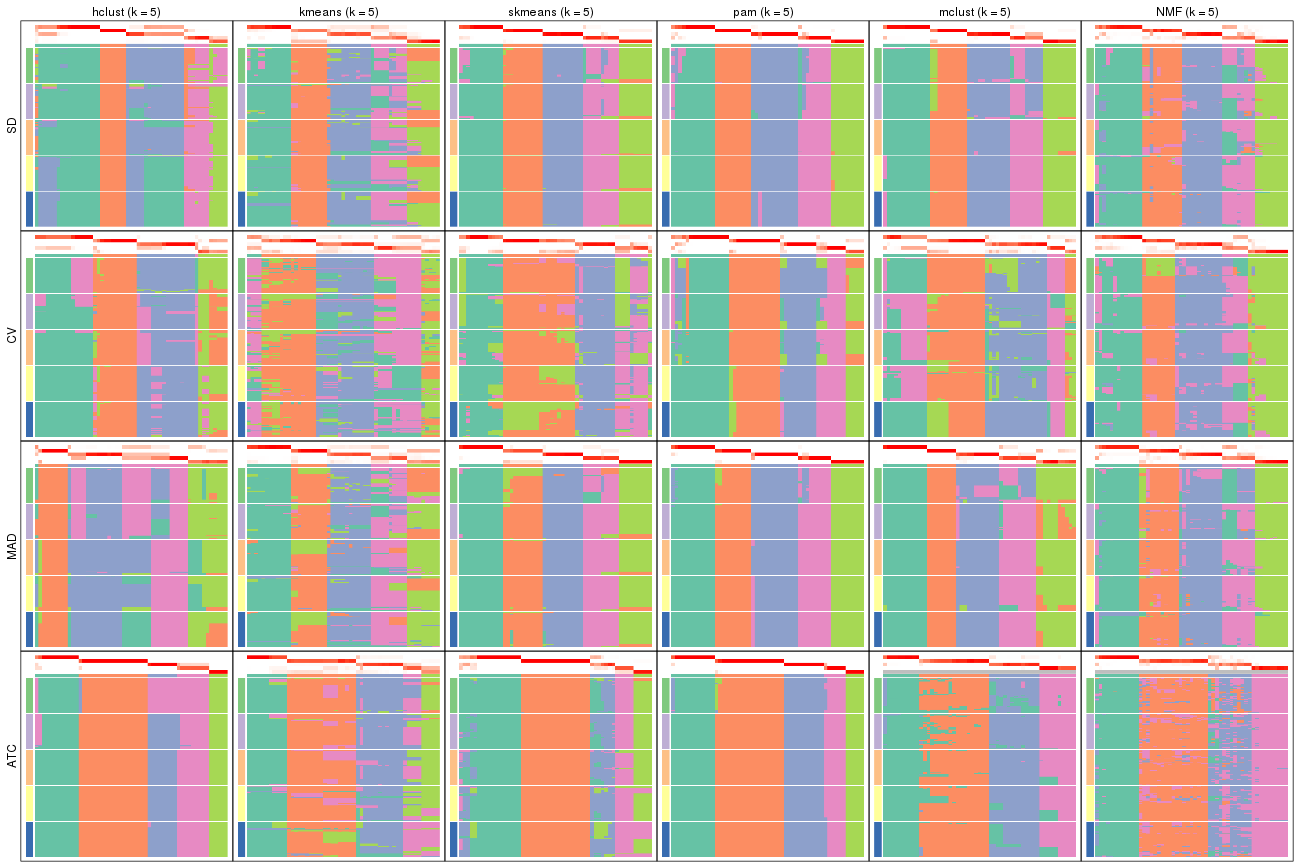 hclust (k = 5) kmeans (k = 5) skmeans (k = 5) pam (k = 5) mclust (k = 5) NMF (k = 5)
SD
CV
MAD
ATC